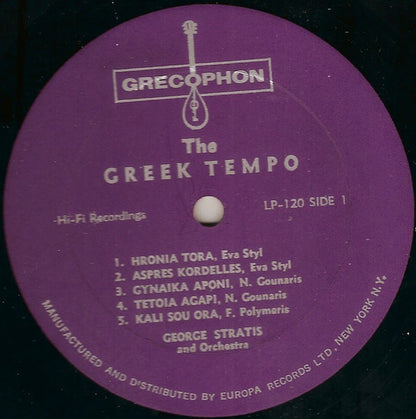 GRECOPHON
The
GREEK TEMPO
Hi-Fi Recordings
LP-120 SIDE 1
1. HRONIA TORA, Eva Styl
2. ASPRES KORDELLES, Eva Styl
3. GYNAIKA APONI, N. Gounaris
4. TETOIA AGAPI, N. Gounaris
5. KALI SOU ORA, F. Polymeris
GEORGE STRATIS
and Orchestra
MANUFACTURED AND DISTRIBUTED BY EUROPA RECORDS LTD. NEW YORK N.Y.